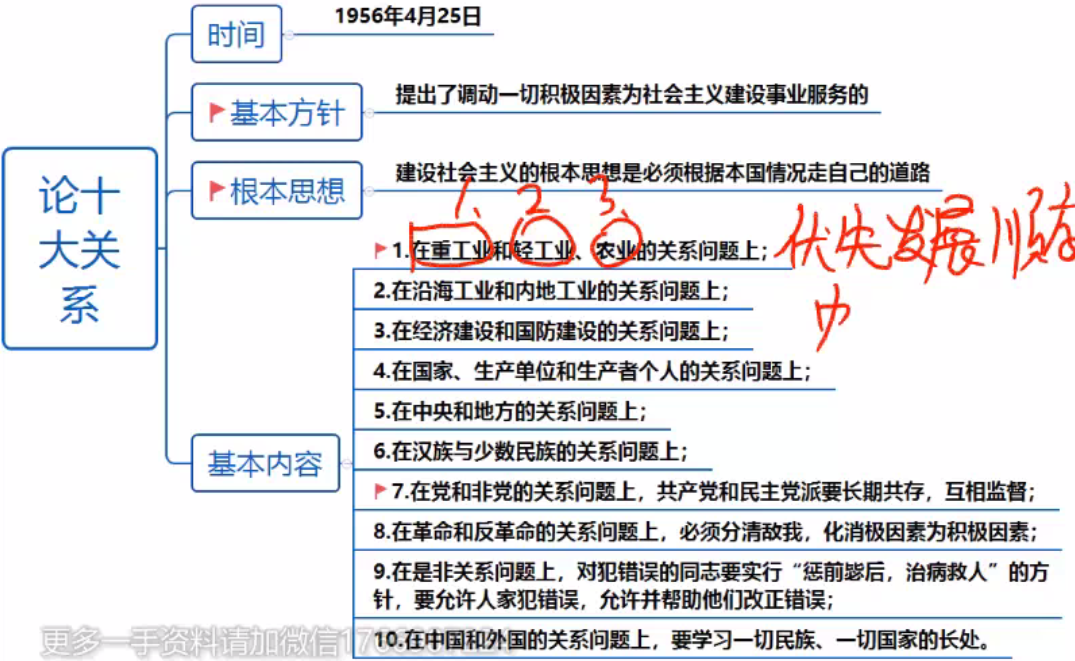 时间
1956年4月25日
基本方针
提出了调动一切积极因素为社会主义建设事业服务的
论十
大关
系
根本思想
建设社会主义的根本思想是必须根据本国情况走自己的道路
1. 2 3.
1.在重工业和轻工业、农业的关系问题上;
发展顺
2.在沿海工业和内地工业的关系问题上;
3.在经济建设和国防建设的关系问题上;
4.在国家、生产单位和生产者个人的关系问题上;
5.在中央和地方的关系问题上;
基本内容
6.在汉族与少数民族的关系问题上;
7.在党和非党的关系问题上，共产党和民主党派要长期共存，互相监督;
8.在革命和反革命的关系问题上，必须分清敌我，化消极因素为积极因素;
9.在是非关系问题上，对犯错误的同志要实行“惩前毖后，治病救人”的方
针，要允许人家犯错误，允许并帮助他们改正错误;
更多一手资料请加微信
10.在中国和外国的关系问题上，要学习一切民族、一切国家的长处。